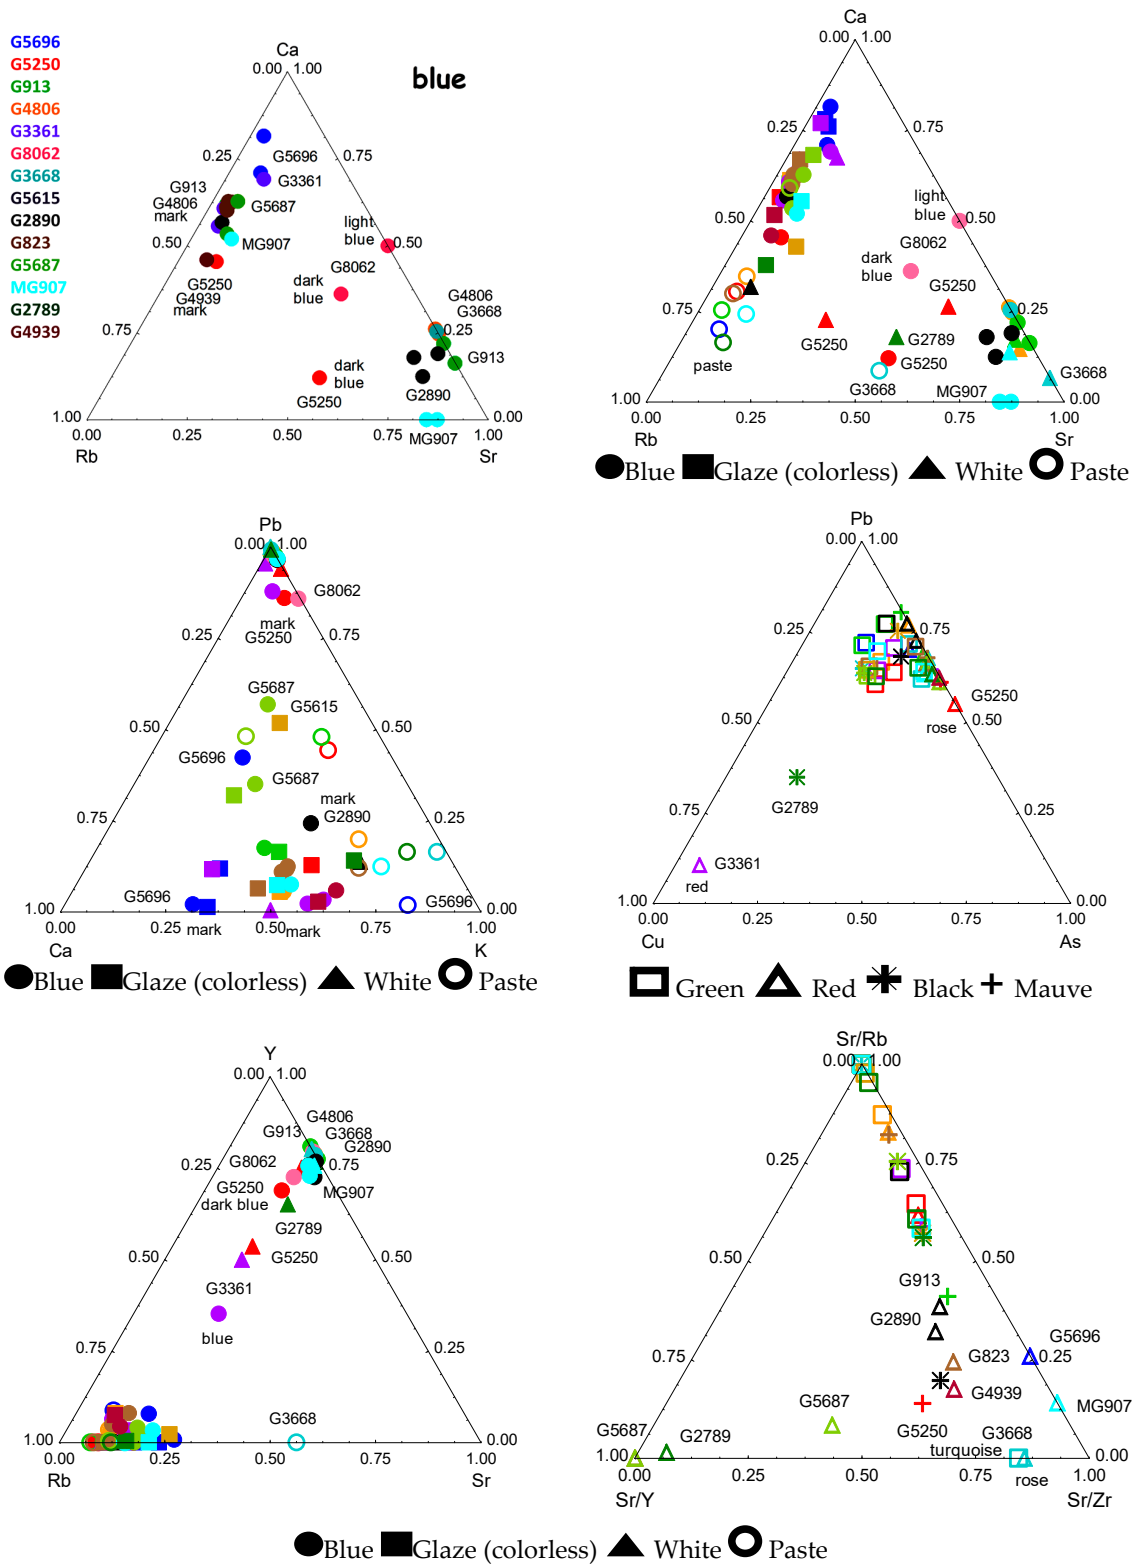 G5696
G5250
G913
G4806
G3361
G8062
G3668
G5615
G2890
G823
G5687
MG907
G2789
G4939
Ca
0.00 1.00
blue
0.25
0.75
G5696
G3361
G913
G4806
mark
G5687
MG907
light
blue
0.50
0.50
G8062
G5250
G4939
mark
dark
blue
G4806
G3668
0.75
0.25
G913
dark
blue
G5250
G2890
1.00
0.00
MG907
0.00
0.25
0.50
0.75
1.00
Rb
Sr
Ca
0.00 1.00
0.25
0.75
light
blue
0.50
0.50
G8062
dark
blue
G5250
0.75
0.25
G5250
G2789
G5250
paste
G3668
MG907
G3668
1.00
0.00
0.00
0.25
0.50
0.75
1.00
Rb
Sr
Blue Glaze (colorless) White Paste
Pb
0.00 1.00
G8062
mark
G5250
0.25
0.75
G5687
G5615
0.50
0.50
G5696
G5687
mark
G2890
0.75
0.25
G5696
G5696
mark
mark
1.00
0.00
0.00
0.25
0.50
0.75
1.00
Ca
K
Blue Glaze (colorless) White Paste
Pb
0.00 1.00
0.25
0.75
G5250
rose
0.50
0.50
G2789
0.75
0.25
G3361
red
1.00
0.00
0.00
0.25
0.50
0.75
1.00
Cu
As
Green Red Black Mauve
Y
0.00 1.00
G4806
G913
G3668
G2890
0.25
0.75
G8062
G5250
dark blue
MG907
G2789
0.50
0.50
G5250
G3361
blue
0.75
0.25
G3668
1.00
0.00
0.00
0.25
0.50
0.75
1.00
Rb
Sr
Sr/Rb
0.00 1.00
0.25
0.75
0.50
0.50
G913
G2890
G5696
0.75
0.25
G823
G4939
MG907
G5687
G5687
G2789
G5250
G3668
turquoise
rose
1.00
0.00
0.00
0.25
0.50
0.75
1.00
Sr/Y
Sr/Zr
Blue Glaze (colorless) White Paste